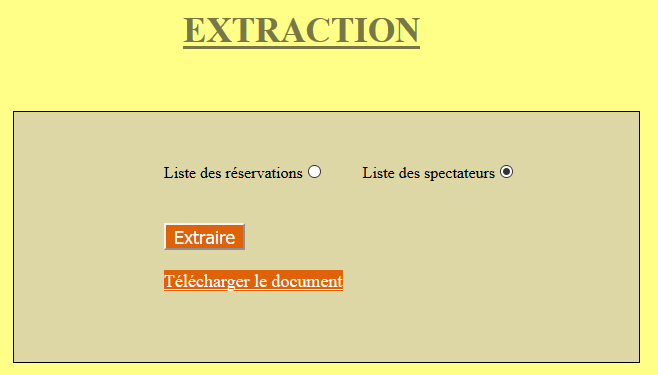 EXTRACTION
Liste des réservations Liste des spectateurs
Extraire
Télécharger le document